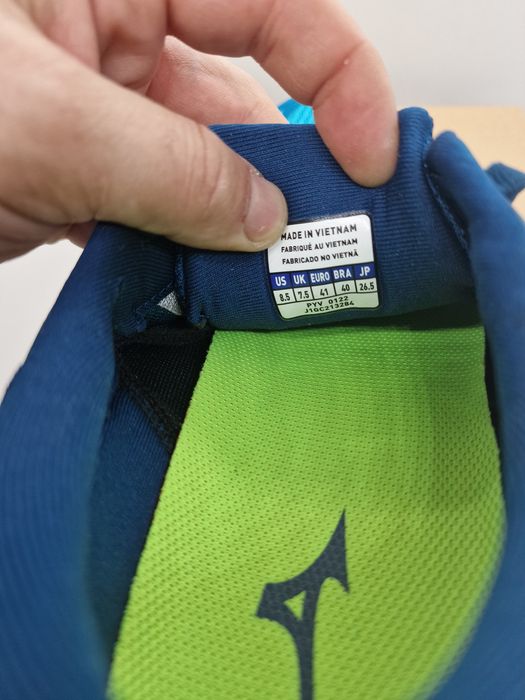 MADE IN VIETNAM
FABRIQUÉ AU VIETNAM
FABRICADO NO VIETNÃ
US UK EURO BRA JP
8.5 7.5 41 40 26.5
PYV 0122
J1GC213284